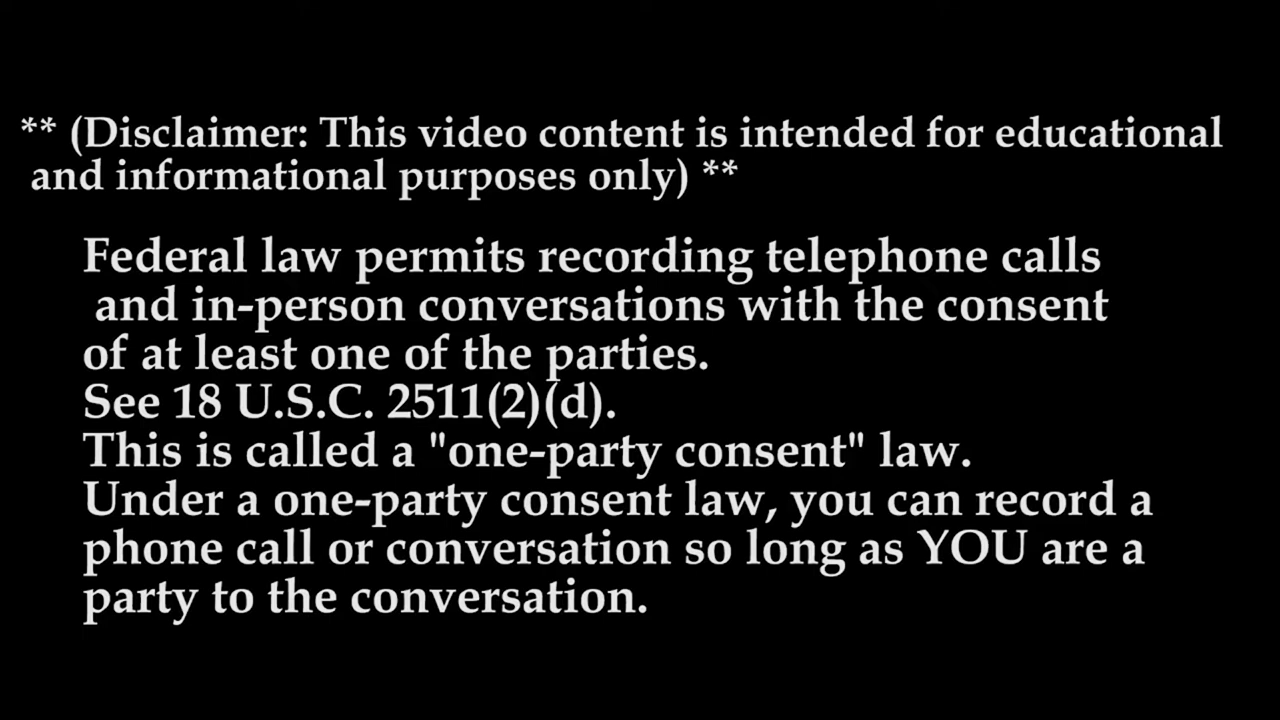 ** (Disclaimer: This video content is intended for educational
and informational purposes only) **
Federal law permits recording telephone calls
and in-person conversations with the consent
of at least one of the parties.
See 18 U.S.C. 2511(2)(d).
This is called a "one-party consent" law.
Under a one-party consent law, you can record a
phone call or conversation so long as YOU are a
party to the conversation.